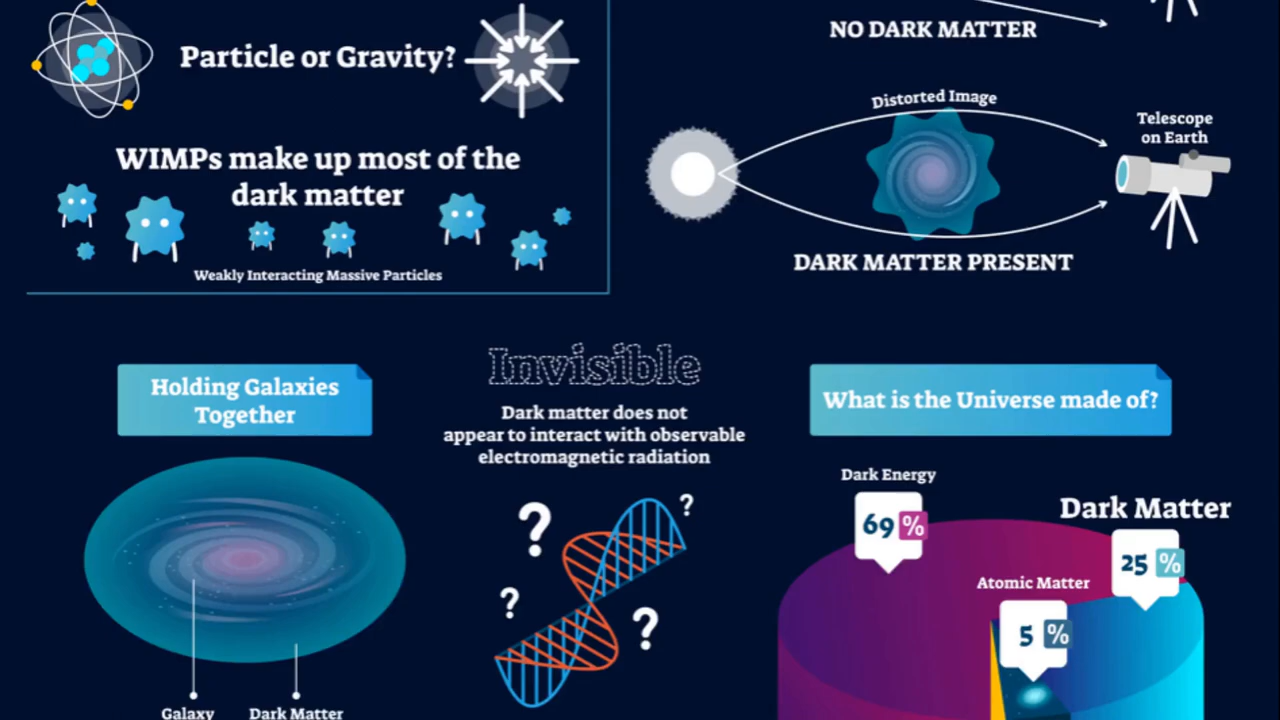 Particle or Gravity?
WIMPs make up most of the
dark matter
Weakly Interacting Massive Particles
NO DARK MATTER
Distorted Image
Telescope
on Earth
DARK MATTER PRESENT
Holding Galaxies
Together
Galaxy
Dark Matter
Invisible
Dark matter does not
appear to interact with observable
electromagnetic radiation
?
?
?
?
What is the Universe made of?
Dark Energy
69 %
Dark Matter
25 %
Atomic Matter
5 %